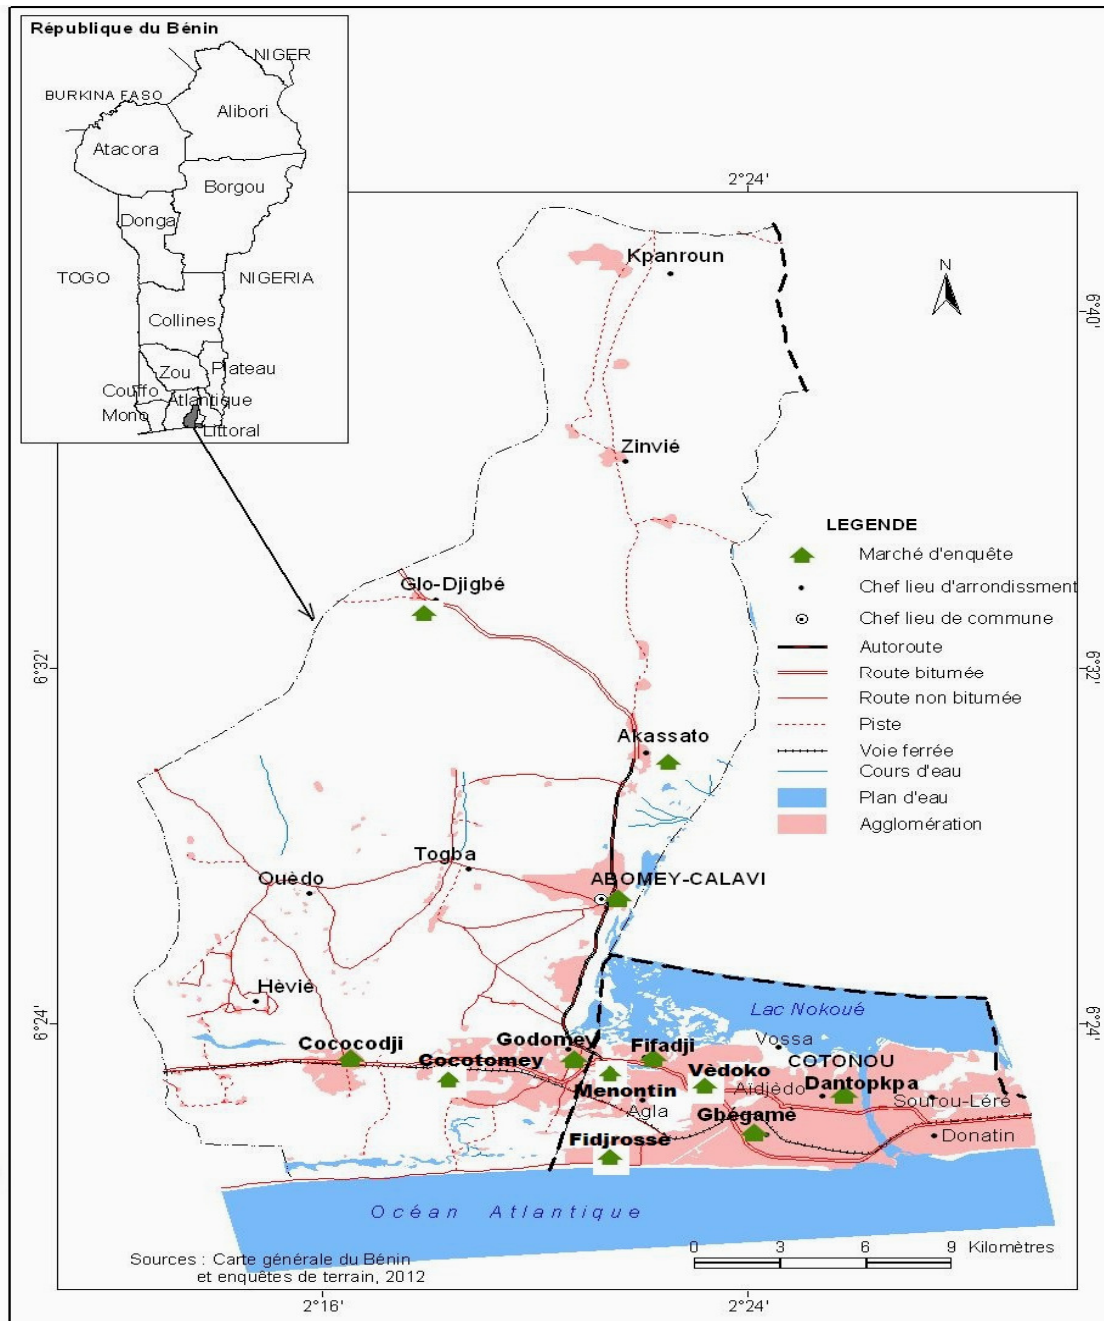 République du Bénin
NIGER
BURKINA FASO
Alibori
Atacora
Borgou
Donga
TOGO
NIGERIA
Collines
Zou
Plateau
Couffo
Atlantique
Mono
Littoral
2°24'
Kpanroun
N
6°40'
Zinvié
LEGENDE
Marché d'enquête
Chef lieu d'arrondissment
Chef lieu de commune
Autoroute
Route bitumée
Route non bitumée
Piste
Voie ferrée
Cours d'eau
Plan d'eau
Agglomération
Glo-Djigbé
6°32'
6°32'
Akassato
Togba
Ouèdo
ABOMEY-CALAVI
Hèvié
6°24'
Lac Nokoué
Cococodji
Cocotomey
Godomey
Fifadji
Vossa
COTONOU
Vèdoko
Aïdjèdo
Dantopkpa
Menontin
Agla
Sourou-Léré
Gbégamè
Donatin
Fidjrosse
Océan Atlantique
0 3 6 9 Kilomètres
Sources : Carte générale du Bénin
et enquêtes de terrain, 2012
2°16'
2°24'